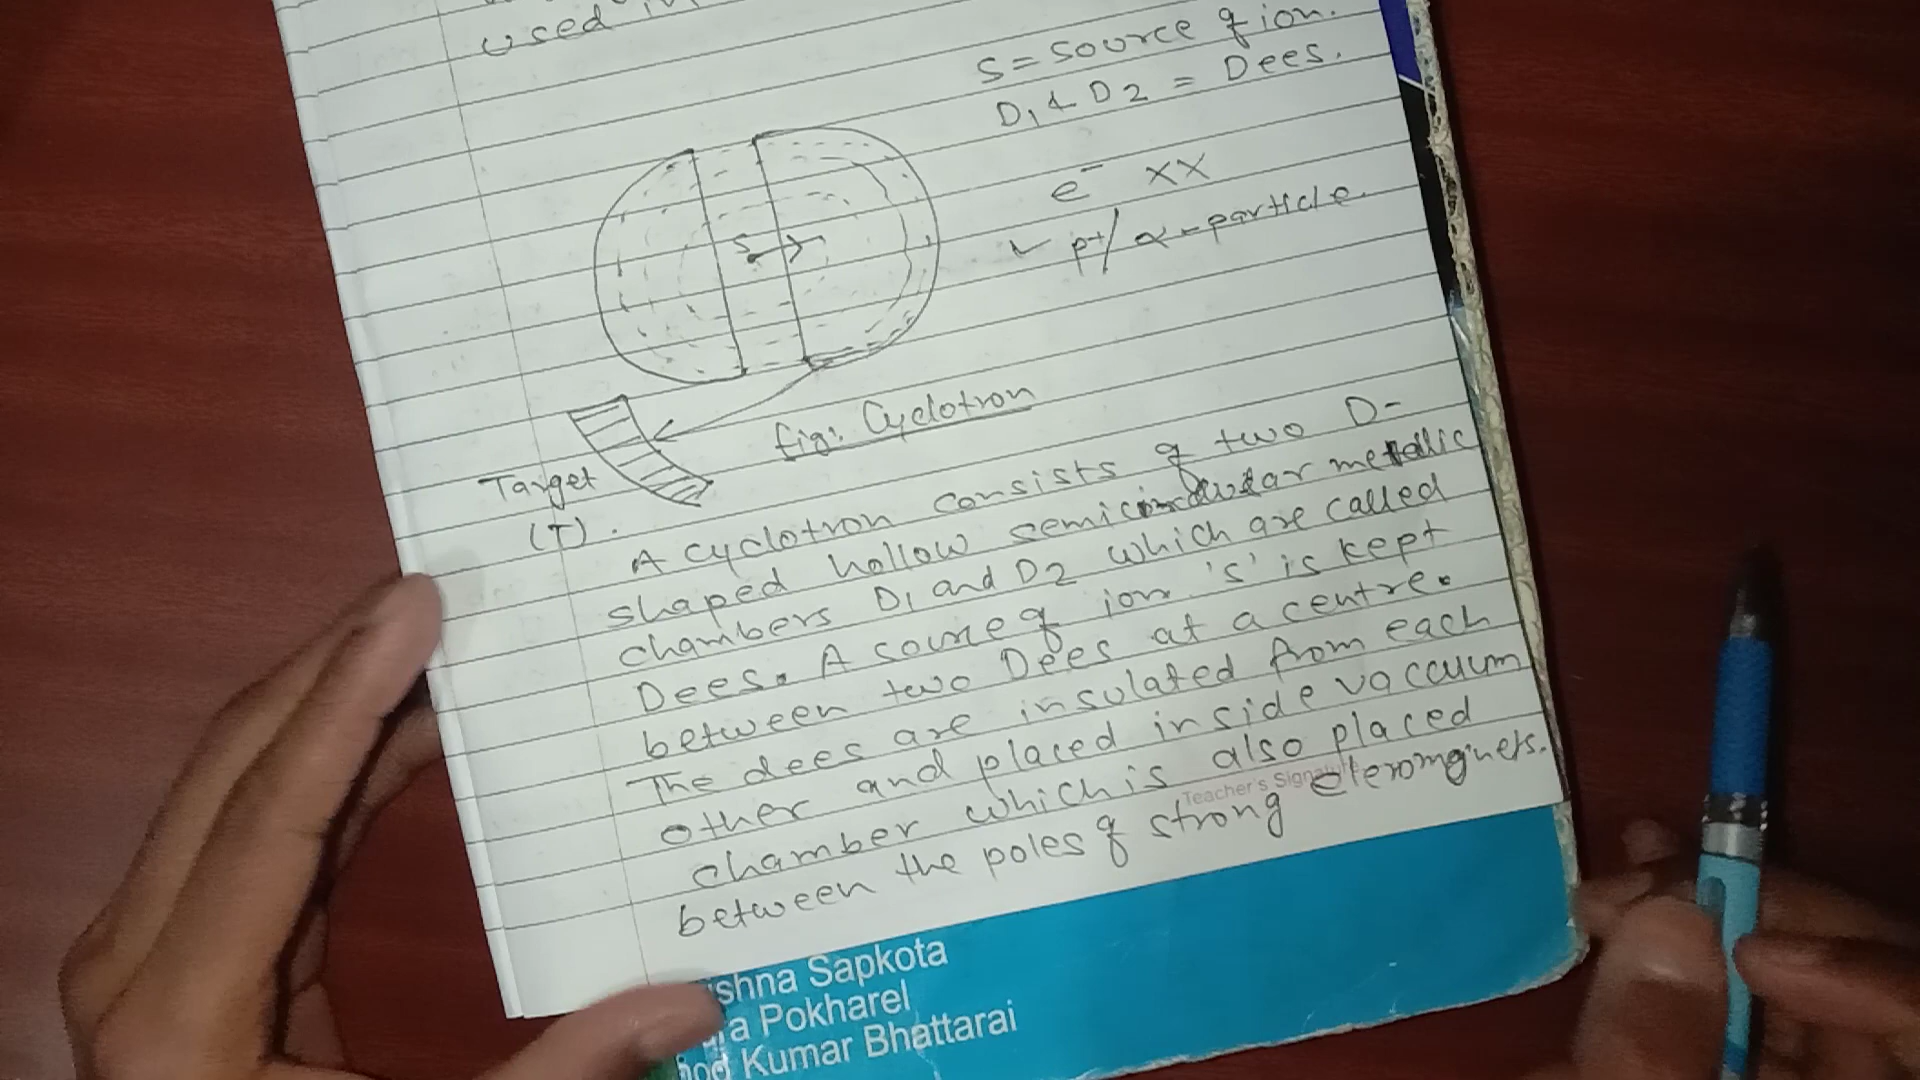 used in
S = Source of ion.
D1 & D2 = Dees.
e- XX
✓ p+/ α-particle.
S
fig: Cyclotron
Target
(T).
A cyclotron consists of two D-
shaped hollow semicircular metallic
chambers D1 and D2 which are called
Dees. A source of ion 's' is kept
between two Dees at a centre.
The dees are insulated from each
other and placed inside vaccuum
chamber which is also placed
between the poles of strong
Teacher's Signature
shna Sapkota
a Pokharel
od Kumar Bhattarai